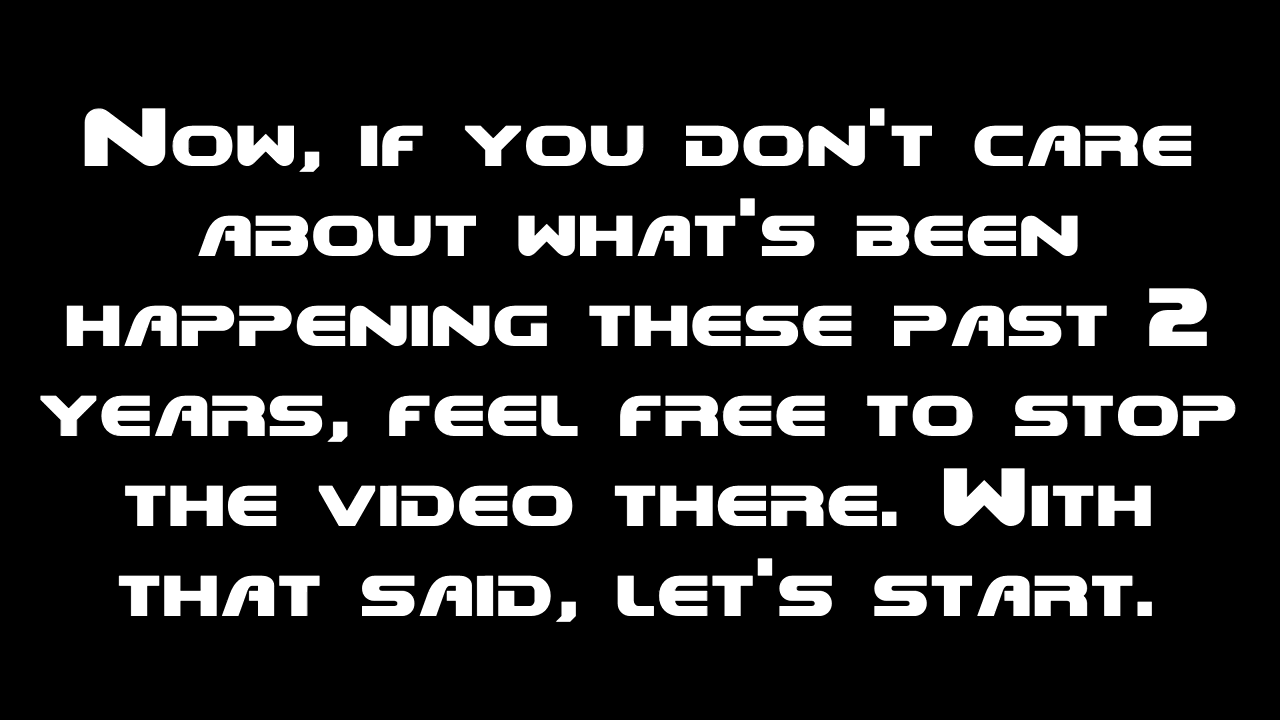 Now, if you don't care
about what's been
happening these past 2
years, feel free to stop
the video there. With
that said, let's start.